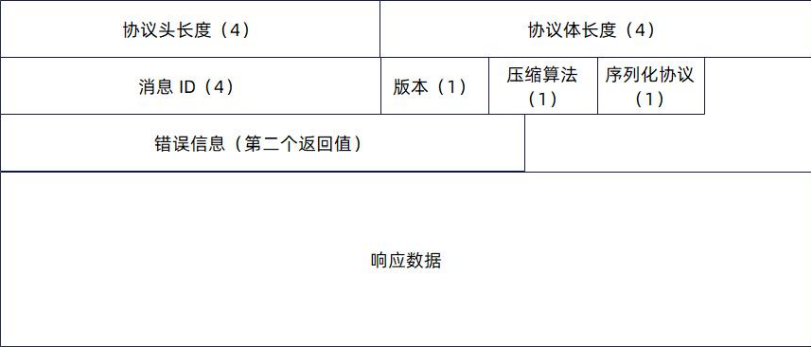 协议头长度（4）
协议体长度（4）
消息 ID（4）
版本（1）
压缩算法
（1）
序列化协议
（1）
错误信息（第二个返回值）
响应数据